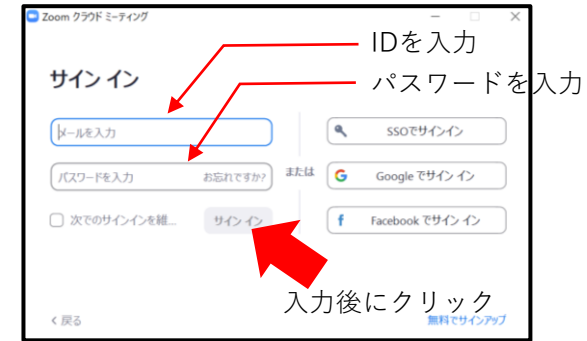 Zoom クラウド ミーティング
IDを入力
サイン イン
パスワードを入力
メールを入力
SSOでサインイン
パスワードを入力 お忘れですか?
または
G Google でサイン イン
次でのサインインを維...
サイン イン
f Facebook でサイン イン
入力後にクリック
< 戻る
無料でサインアップ